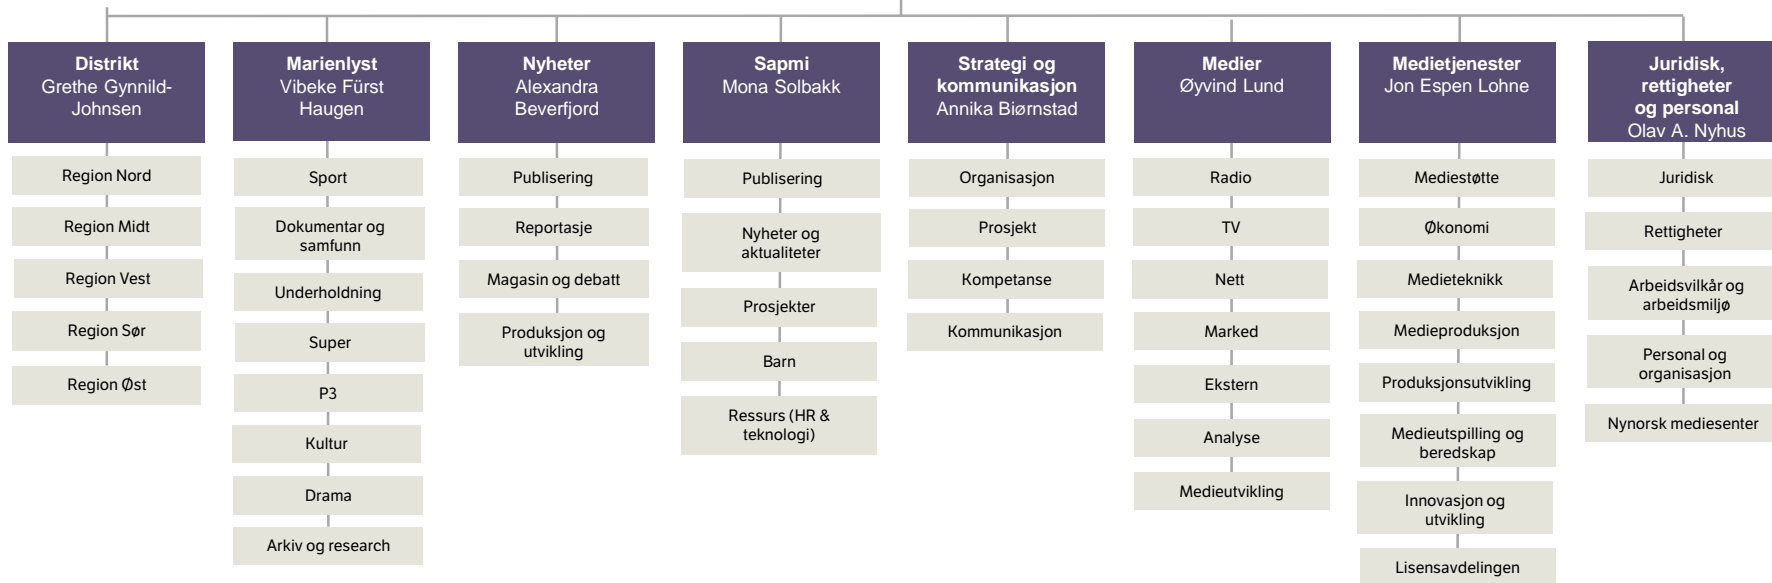 Distrikt
Grethe Gynnild-
Johnsen
Region Nord
Region Midt
Region Vest
Region Sør
Region Øst
Marienlyst
Vibeke Fürst
Haugen
Sport
Dokumentar og
samfunn
Underholdning
Super
P3
Kultur
Drama
Arkiv og research
Nyheter
Alexandra
Beverfjord
Publisering
Reportasje
Magasin og debatt
Produksjon og
utvikling
Sapmi
Mona Solbakk
Publisering
Nyheter og
aktualiteter
Prosjekter
Barn
Ressurs (HR &
teknologi)
Strategi og
kommunikasjon
Annika Biørnstad
Organisasjon
Prosjekt
Kompetanse
Kommunikasjon
Medier
Øyvind Lund
Radio
TV
Nett
Marked
Ekstern
Analyse
Medieutvikling
Medietjenester
Jon Espen Lohne
Mediestøtte
Økonomi
Medieteknikk
Medieproduksjon
Produksjonsutvikling
Medieutspilling og
beredskap
Innovasjon og
utvikling
Lisensavdelingen
Juridisk,
rettigheter
og personal
Olav A. Nyhus
Juridisk
Rettigheter
Arbeidsvilkår og
arbeidsmiljø
Personal og
organisasjon
Nynorsk mediesenter